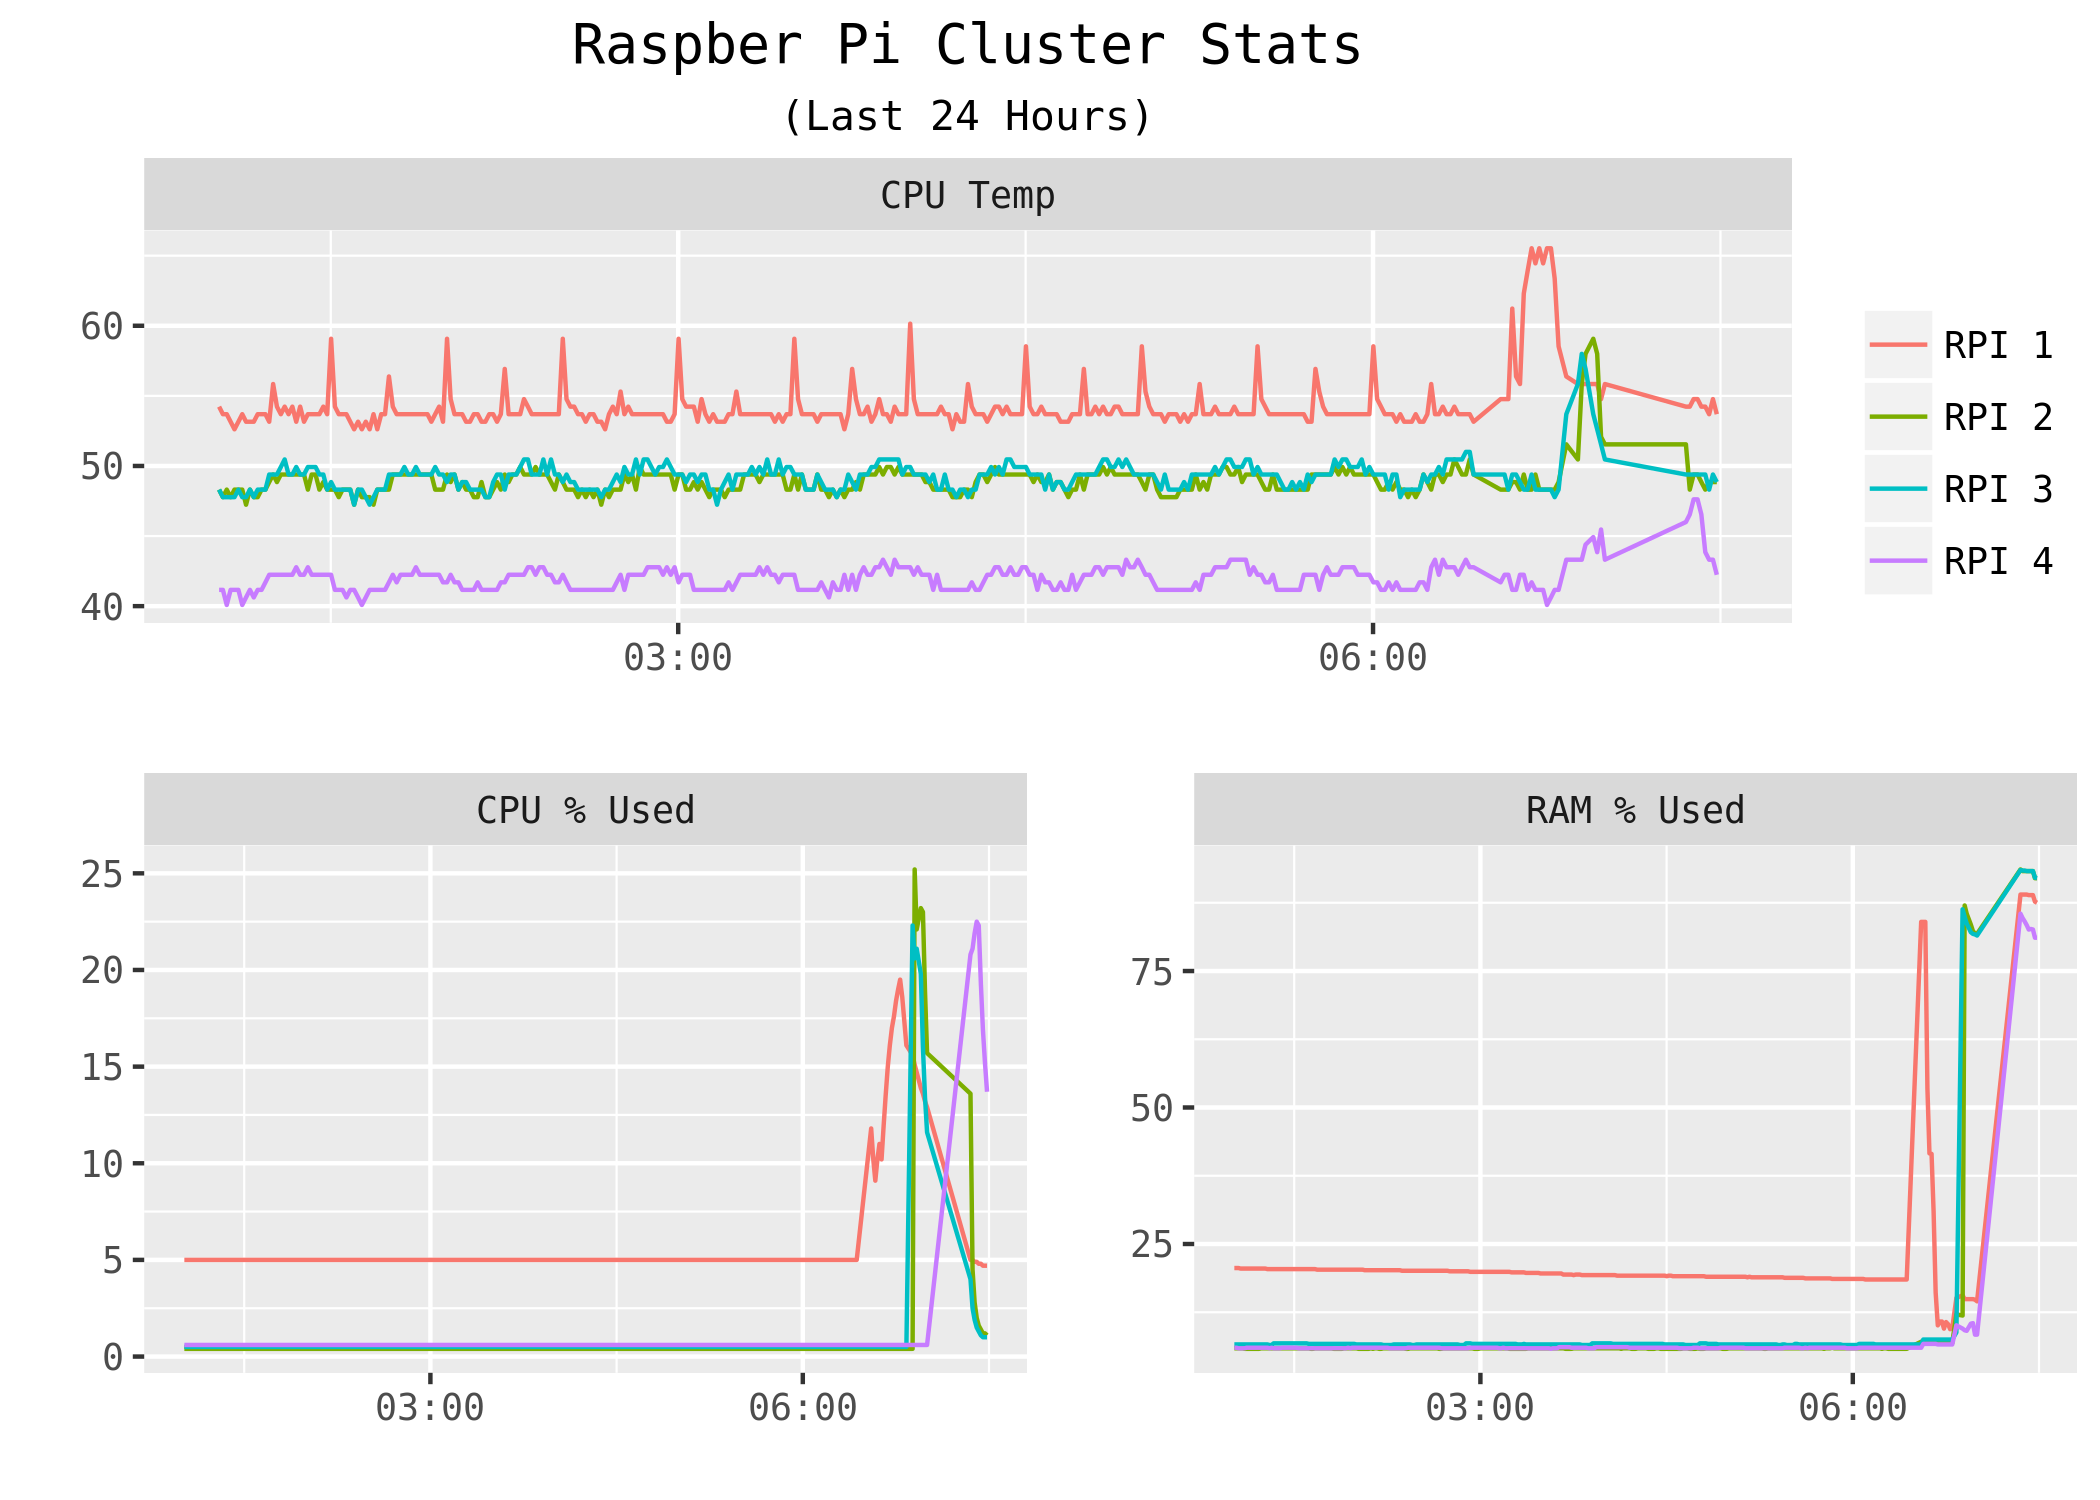 Raspber Pi Cluster Stats
(Last 24 Hours)
CPU Temp
60
50
40
03:00 06:00
RPI 1
RPI 2
RPI 3
RPI 4
CPU % Used
25
20
15
10
5
0
03:00 06:00
RAM % Used
75
50
25
03:00 06:00